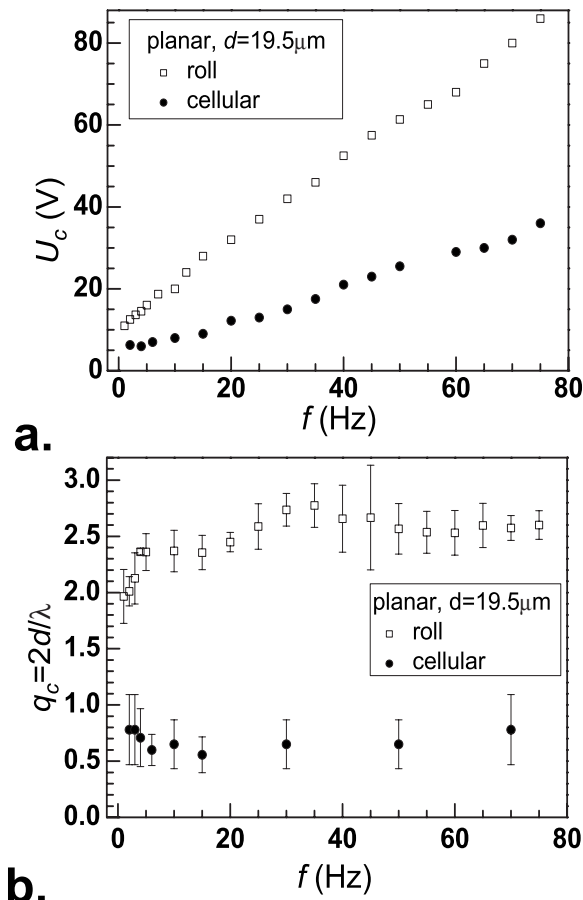 80
60
40
20
0
U_c (V)
planar, d=19.5μm
roll
cellular
0 20 40 60 80
f (Hz)
a.
3.0
2.5
2.0
1.5
1.0
0.5
0.0
q_c=2d/λ
planar, d=19.5μm
roll
cellular
0 20 40 60 80
f (Hz)
b.